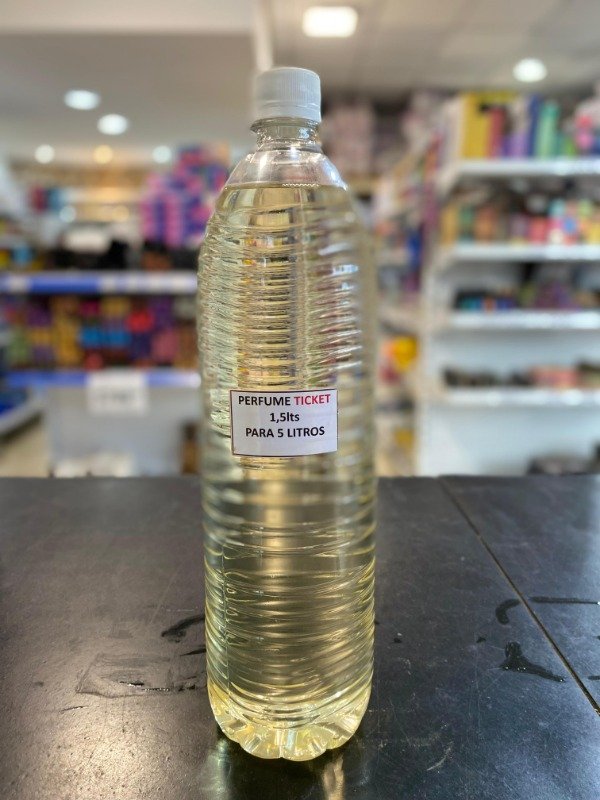 PERFUME TICKET
1,5lts
PARA 5 LITROS